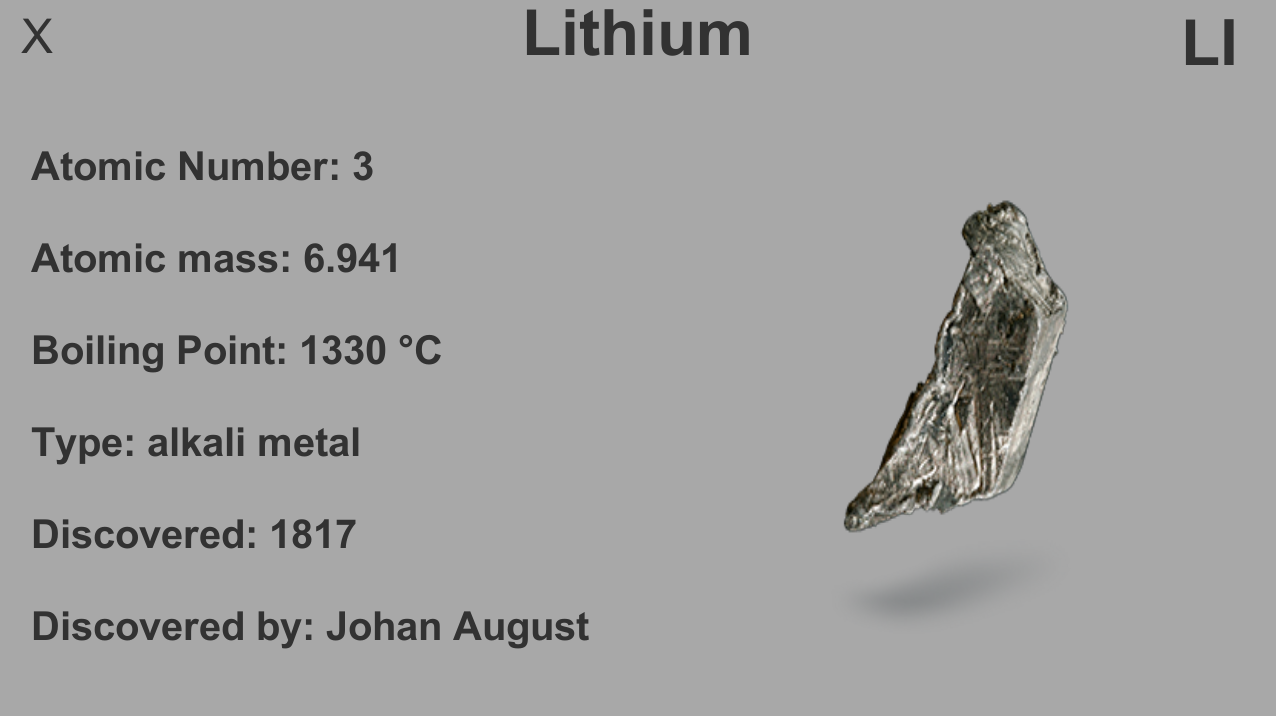 X
Lithium
LI
Atomic Number: 3
Atomic mass: 6.941
Boiling Point: 1330 °C
Type: alkali metal
Discovered: 1817
Discovered by: Johan August